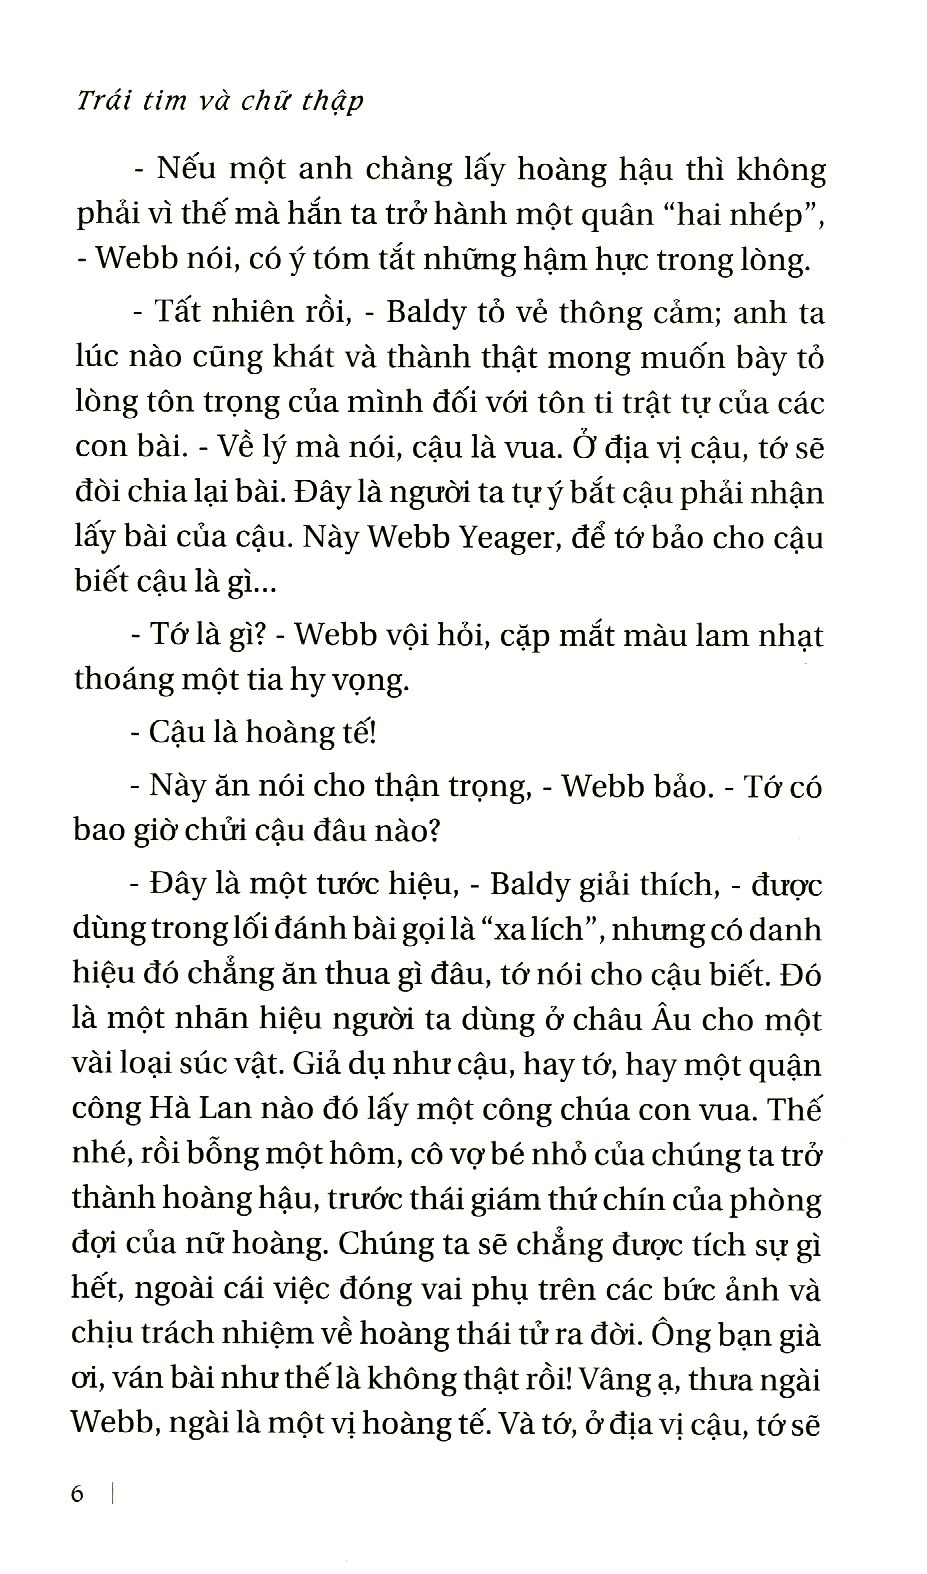 Trái tim và chữ thập
- Nếu một anh chàng lấy hoàng hậu thì không
phải vì thế mà hắn ta trở hành một quân “hai nhép”,
- Webb nói, có ý tóm tắt những hậm hực trong lòng.
- Tất nhiên rồi, - Baldy tỏ vẻ thông cảm; anh ta
lúc nào cũng khát và thành thật mong muốn bày tỏ
lòng tôn trọng của mình đối với tôn ti trật tự của các
con bài. - Về lý mà nói, cậu là vua. Ở địa vị cậu, tớ sẽ
đòi chia lại bài. Đây là người ta tự ý bắt cậu phải nhận
lấy bài của cậu. Này Webb Yeager, để tớ bảo cho cậu
biết cậu là gì...
- Tớ là gì? - Webb vội hỏi, cặp mắt màu lam nhạt
thoáng một tia hy vọng.
- Cậu là hoàng tế!
- Này ăn nói cho thận trọng, - Webb bảo. - Tớ có
bao giờ chửi cậu đâu nào?
- Đây là một tước hiệu, - Baldy giải thích, - được
dùng trong lối đánh bài gọi là “xa lích”, nhưng có danh
hiệu đó chẳng ăn thua gì đâu, tớ nói cho cậu biết. Đó
là một nhãn hiệu người ta dùng ở châu Âu cho một
vài loại súc vật. Giả dụ như cậu, hay tớ, hay một quận
công Hà Lan nào đó lấy một công chúa con vua. Thế
nhé, rồi bỗng một hôm, cô vợ bé nhỏ của chúng ta trở
thành hoàng hậu, trước thái giám thứ chín của phòng
đợi của nữ hoàng. Chúng ta sẽ chẳng được tích sự gì
hết, ngoài cái việc đóng vai phụ trên các bức ảnh và
chịu trách nhiệm về hoàng thái tử ra đời. Ông bạn già
ơi, ván bài như thế là không thật rồi! Vâng ạ, thưa ngài
Webb, ngài là một vị hoàng tế. Và tớ, ở địa vị cậu, tớ sẽ
6 |